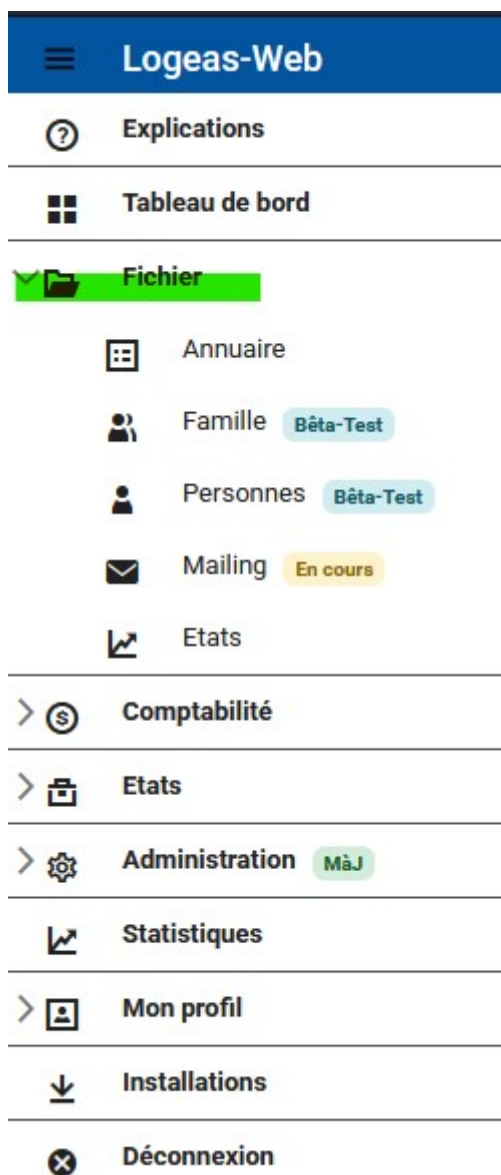 Logeas-Web
Explications
Tableau de bord
Fichier
Annuaire
Famille Bêta-Test
Personnes Bêta-Test
Mailing En cours
Etats
Comptabilité
Etats
Administration MàJ
Statistiques
Mon profil
Installations
Déconnexion